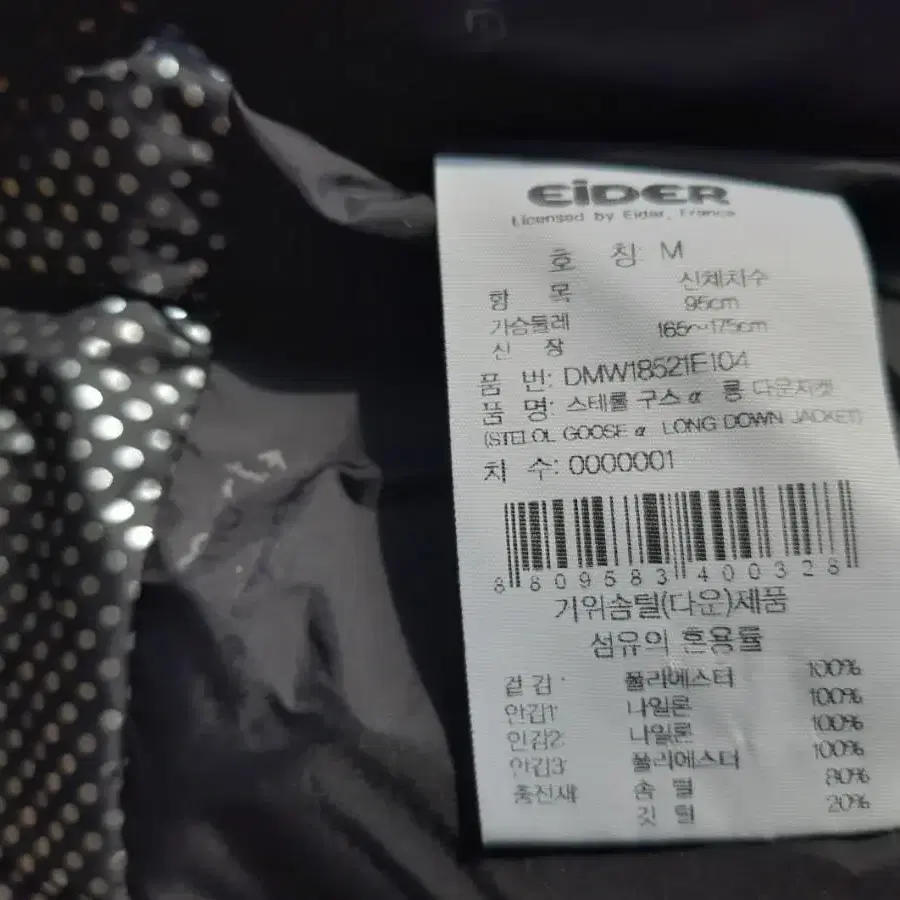 EiDER
Licensed by Eider, France
호 칭: M
항 목 신체치수
가슴둘레 95cm
신 장 165~175cm
품 번: DMW18521E104
품 명: 스테롤 구스α 롱 다운자켓
(STEROL GOOSE α LONG DOWN JACKET)
차 수: 0000001
8 809583 400328
거위솜털(다운)제품
섬유의 혼용률
겉감 폴리에스터 100%
안감1 나일론 100%
안감2 나일론 100%
안감3 폴리에스터 100%
충전재 솜 털 80%
깃 털 20%